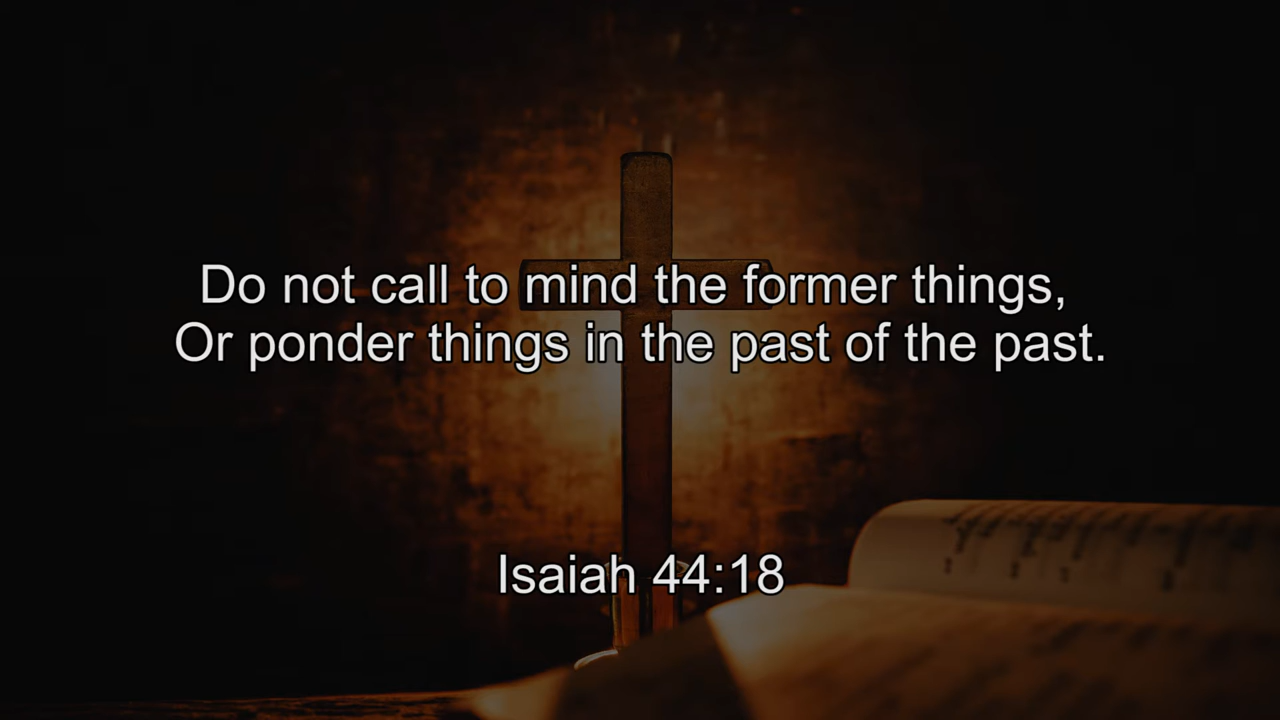 Do not call to mind the former things,
Or ponder things in the past of the past.
Isaiah 44:18